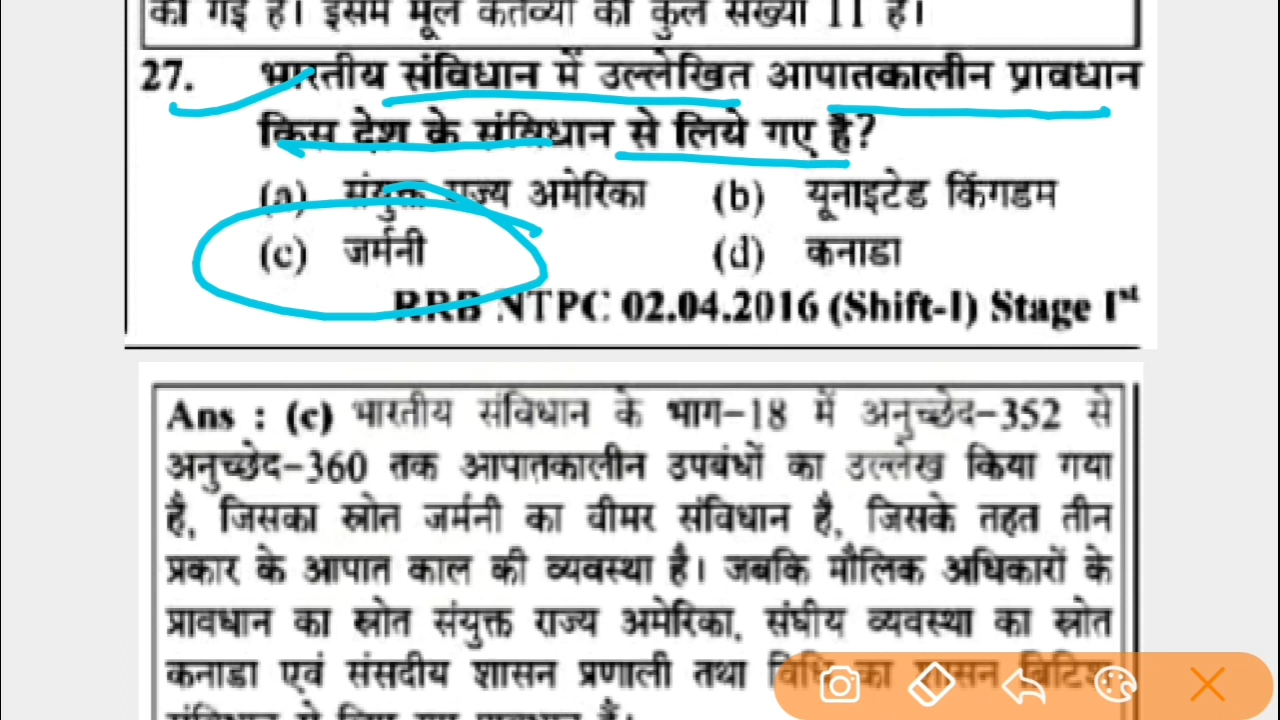 की गई है। इसमें मूल कर्तव्यों की कुल संख्या 11 है।
27. भारतीय संविधान में उल्लेखित आपातकालीन प्रावधान
किस देश के संविधान से लिये गए है?
(a) संयुक्त राज्य अमेरिका (b) यूनाइटेड किंगडम
(c) जर्मनी (d) कनाडा
RRB NTPC 02.04.2016 (Shift-I) Stage Ist
Ans : (c) भारतीय संविधान के भाग-18 में अनुच्छेद-352 से
अनुच्छेद-360 तक आपातकालीन उपबंधों का उल्लेख किया गया
है, जिसका स्रोत जर्मनी का वीमर संविधान है, जिसके तहत तीन
प्रकार के आपात काल की व्यवस्था है। जबकि मौलिक अधिकारों के
प्रावधान का स्रोत संयुक्त राज्य अमेरिका, संघीय व्यवस्था का स्रोत
कनाडा एवं संसदीय शासन प्रणाली तथा विधि का शासन ब्रिटिश
संविधान से लिए गए प्रावधान हैं।